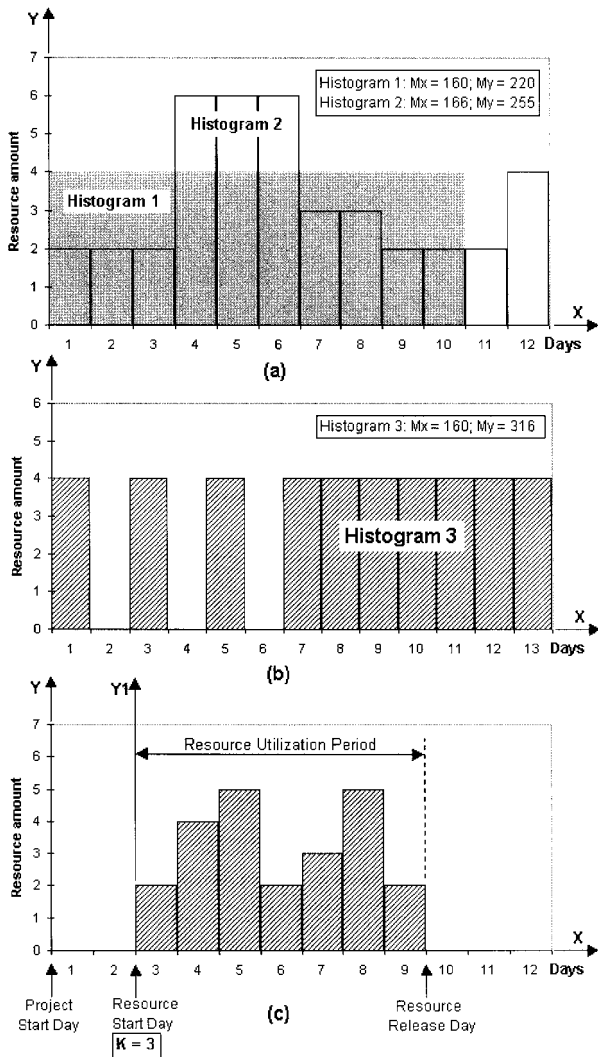 Y
7
6
5
4
3
2
1
0
Resource amount
Histogram 1: Mx = 160; My = 220
Histogram 2: Mx = 166; My = 255
Histogram 2
Histogram 1
X
1 2 3 4 5 6 7 8 9 10 11 12 Days
(a)
Y
6
5
4
3
2
1
0
Resource amount
Histogram 3: Mx = 160; My = 316
Histogram 3
X
1 2 3 4 5 6 7 8 9 10 11 12 13 Days
(b)
Y Y1
7
6
5
4
3
2
1
0
Resource amount
Resource Utilization Period
X
1 2 3 4 5 6 7 8 9 10 11 12 Days
Project
Start Day
Resource
Start Day
K = 3
(c)
Resource
Release Day